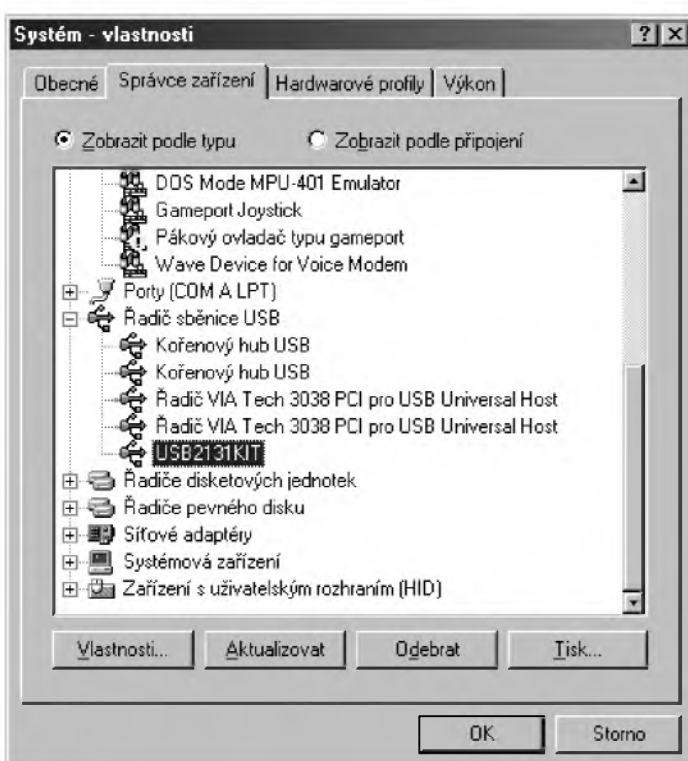 Systém - vlastnosti
Obecné Správce zařízení Hardwarové profily Výkon
Zobrazit podle typu Zobrazit podle připojení
DOS Mode MPU-401 Emulator
Gameport Joystick
Pákový ovladač typu gameport
Wave Device for Voice Modem
Porty (COM A LPT)
Řadič sběnice USB
Kořenový hub USB
Kořenový hub USB
Řadič VIA Tech 3038 PCI pro USB Universal Host
Řadič VIA Tech 3038 PCI pro USB Universal Host
USB2131KIT
Řadiče disketových jednotek
Řadiče pevného disku
Síťové adaptéry
Systémová zařízení
Zařízení s uživatelským rozhraním (HID)
Vlastnosti... Aktualizovat Odebrat Tisk...
OK Storno